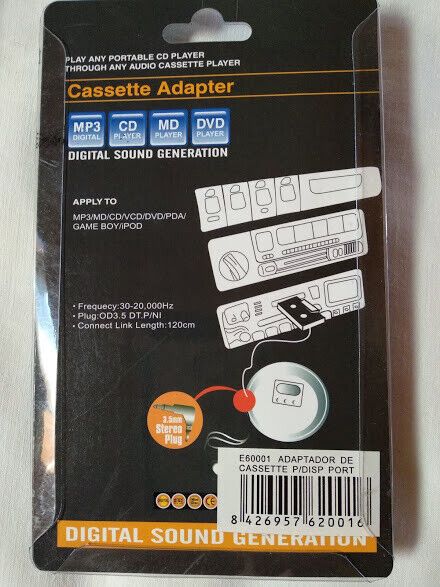 PLAY ANY PORTABLE CD PLAYER
THROUGH ANY AUDIO CASSETTE PLAYER
Cassette Adapter
MP3 CD MD DVD
DIGITAL PLAYER PLAYER PLAYER
DIGITAL SOUND GENERATION
APPLY TO
MP3/MD/CD/VCD/DVD/PDA/
GAME BOY/iPOD
• Frequecy:30-20,000Hz
• Plug:OD3.5 DT.P/NI
• Connect Link Length:120cm
3.5mm
Stereo
Plug
E60001 ADAPTADOR DE
CASSETTE P/DISP PORT
8 426957 620016
DIGITAL SOUND GENERATION